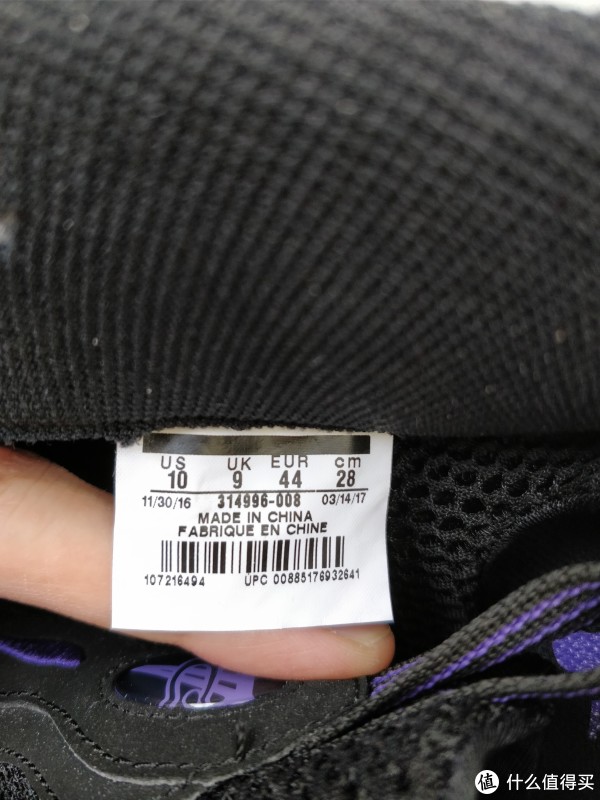 US UK EUR cm
10 9 44 28
11/30/16 314996-008 03/14/17
MADE IN CHINA
FABRIQUE EN CHINE
107216494 UPC 00885176932641
值 什么值得买